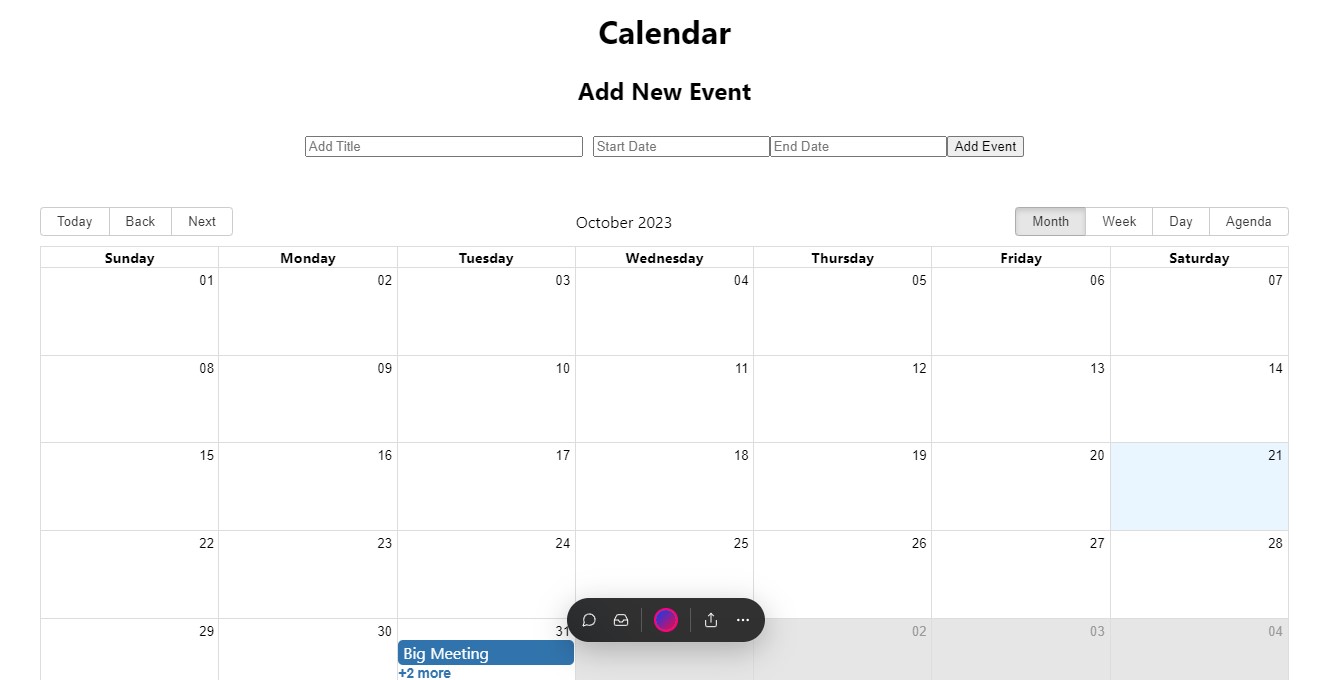 Calendar
Add New Event
Add Title Start Date End Date Add Event
Today Back Next October 2023 Month Week Day Agenda
Sunday Monday Tuesday Wednesday Thursday Friday Saturday
01 02 03 04 05 06 07
08 09 10 11 12 13 14
15 16 17 18 19 20 21
22 23 24 25 26 27 28
29 30 31 02 03 04
Big Meeting
+2 more